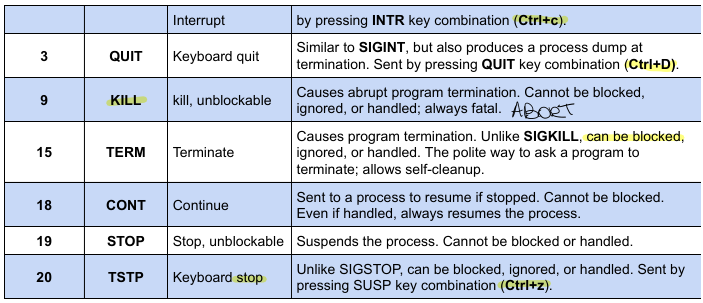 Interrupt by pressing INTR key combination (Ctrl+c).
3 QUIT Keyboard quit Similar to SIGINT, but also produces a process dump at
termination. Sent by pressing QUIT key combination (Ctrl+D).
9 KILL kill, unblockable Causes abrupt program termination. Cannot be blocked,
ignored, or handled; always fatal. ABORT
15 TERM Terminate Causes program termination. Unlike SIGKILL, can be blocked,
ignored, or handled. The polite way to ask a program to
terminate; allows self-cleanup.
18 CONT Continue Sent to a process to resume if stopped. Cannot be blocked.
Even if handled, always resumes the process.
19 STOP Stop, unblockable Suspends the process. Cannot be blocked or handled.
20 TSTP Keyboard stop Unlike SIGSTOP, can be blocked, ignored, or handled. Sent by
pressing SUSP key combination (Ctrl+z).